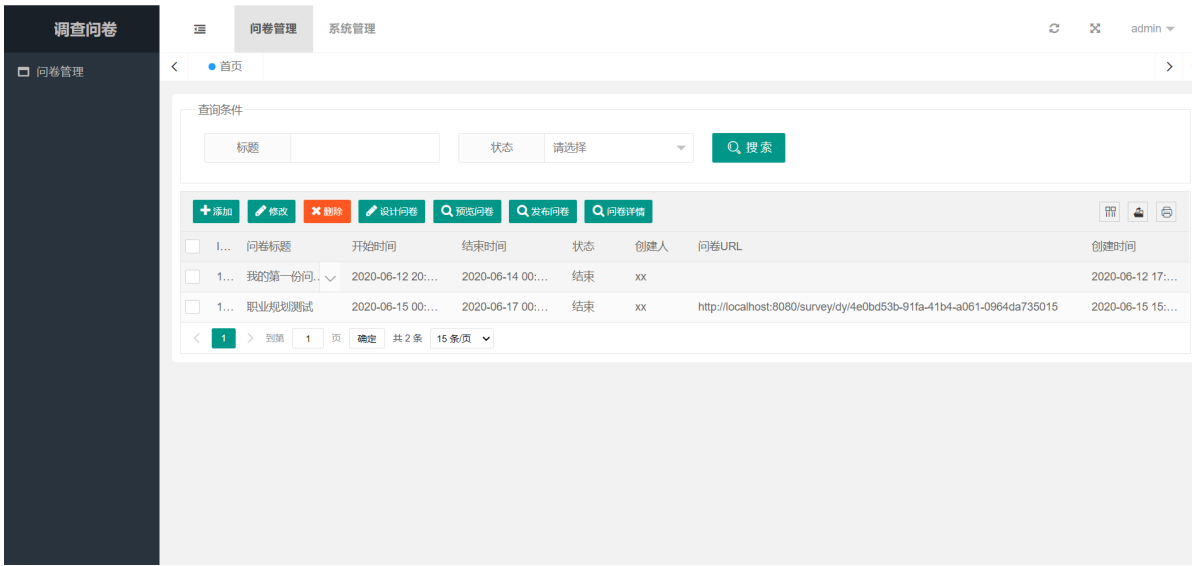 调查问卷
问卷管理 系统管理 admin
问卷管理
首页
查询条件
标题 状态 请选择 搜索
添加 修改 删除 设计问卷 预览问卷 发布问卷 问卷详情
I... 问卷标题 开始时间 结束时间 状态 创建人 问卷URL 创建时间
1... 我的第一份问... 2020-06-12 20:... 2020-06-14 00:... 结束 xx 2020-06-12 17:...
1... 职业规划测试 2020-06-15 00:... 2020-06-17 00:... 结束 xx http://localhost:8080/survey/dy/4e0bd53b-91fa-41b4-a061-0964da735015 2020-06-15 15:...
1 到第 1 页 确定 共 2 条 15 条/页